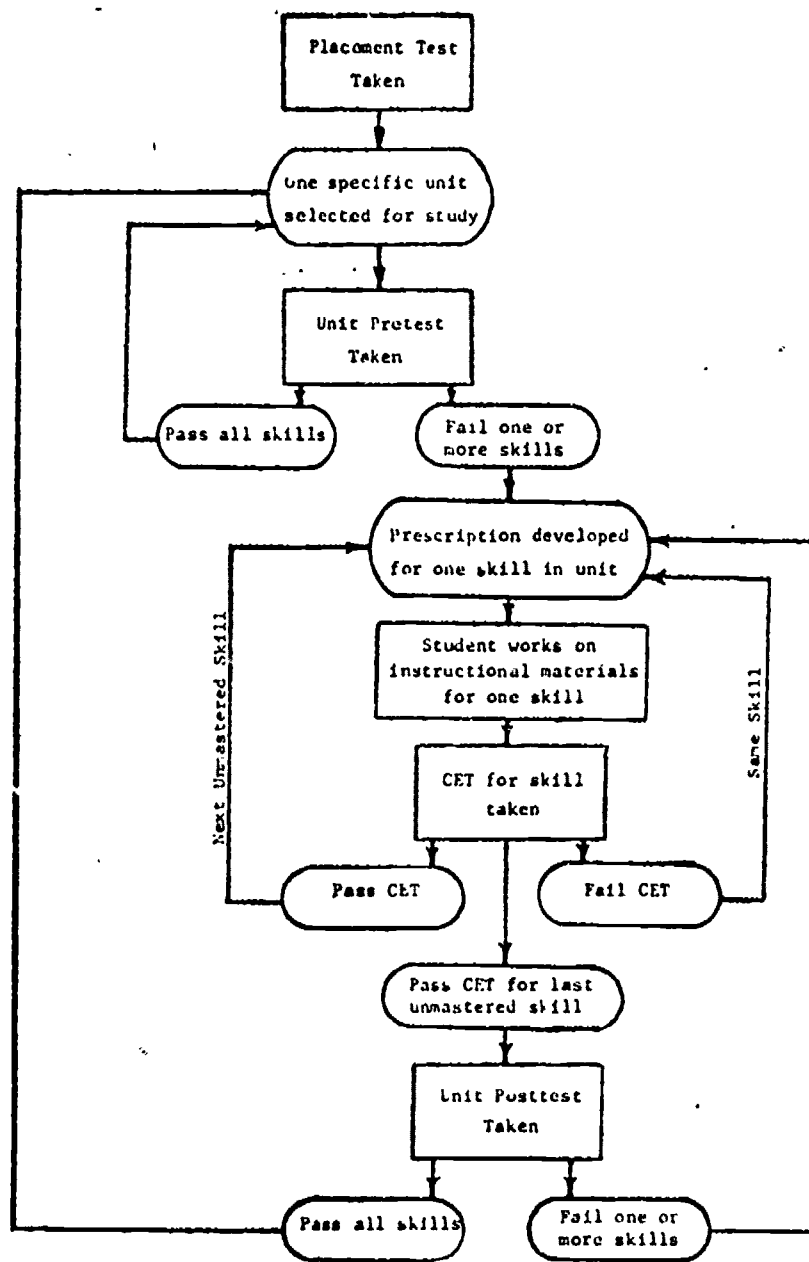 Placement Test
Taken
One specific unit
selected for study
Unit Pretest
Taken
Pass all skills
Fail one or
more skills
Prescription developed
for one skill in unit
Student works on
instructional materials
for one skill
Next Unmastered Skill
Same Skill
CET for skill
taken
Pass CET
Fail CET
Pass CET for last
unmastered skill
Unit Posttest
Taken
Pass all skills
Fail one or
more skills